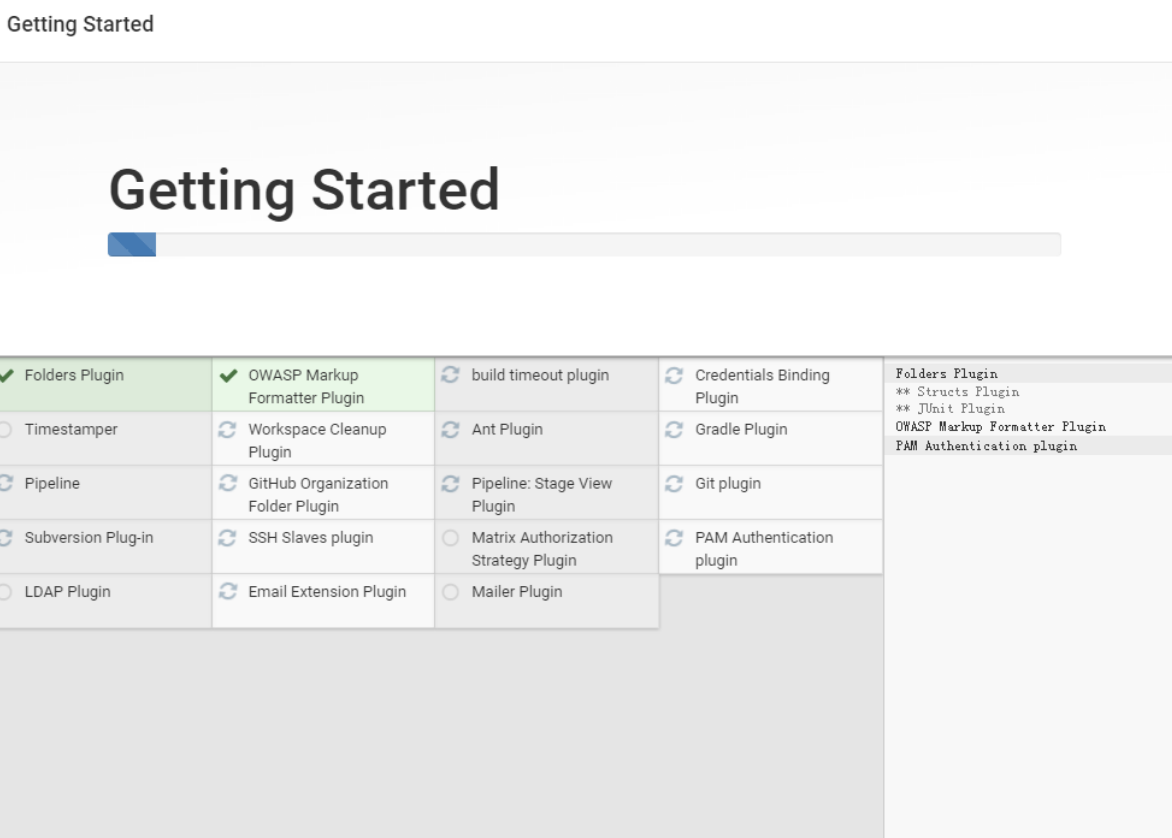 Getting Started
Getting Started
Folders Plugin
OWASP Markup
Formatter Plugin
build timeout plugin
Credentials Binding
Plugin
Timestamper
Workspace Cleanup
Plugin
Ant Plugin
Gradle Plugin
Pipeline
GitHub Organization
Folder Plugin
Pipeline: Stage View
Plugin
Git plugin
Subversion Plug-in
SSH Slaves plugin
Matrix Authorization
Strategy Plugin
PAM Authentication
plugin
LDAP Plugin
Email Extension Plugin
Mailer Plugin
Folders Plugin
** Structs Plugin
** JUnit Plugin
OWASP Markup Formatter Plugin
PAM Authentication plugin